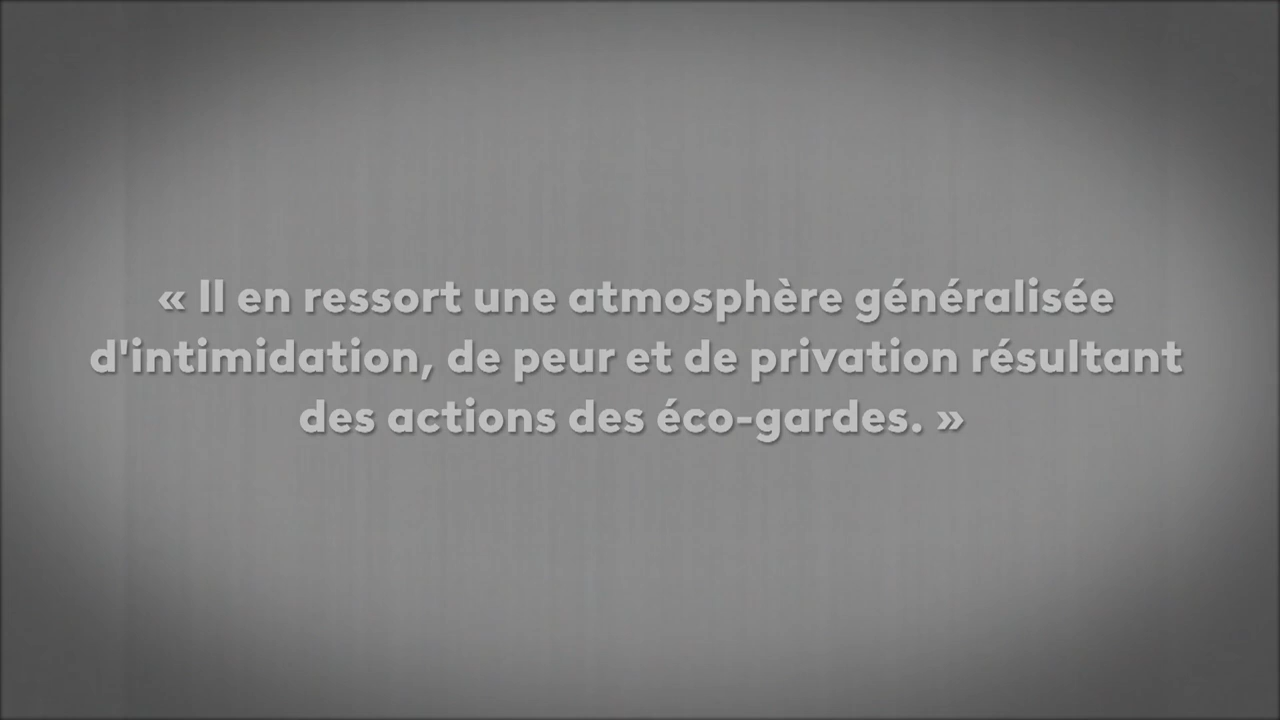 « Il en ressort une atmosphère généralisée
d'intimidation, de peur et de privation résultant
des actions des éco-gardes. »